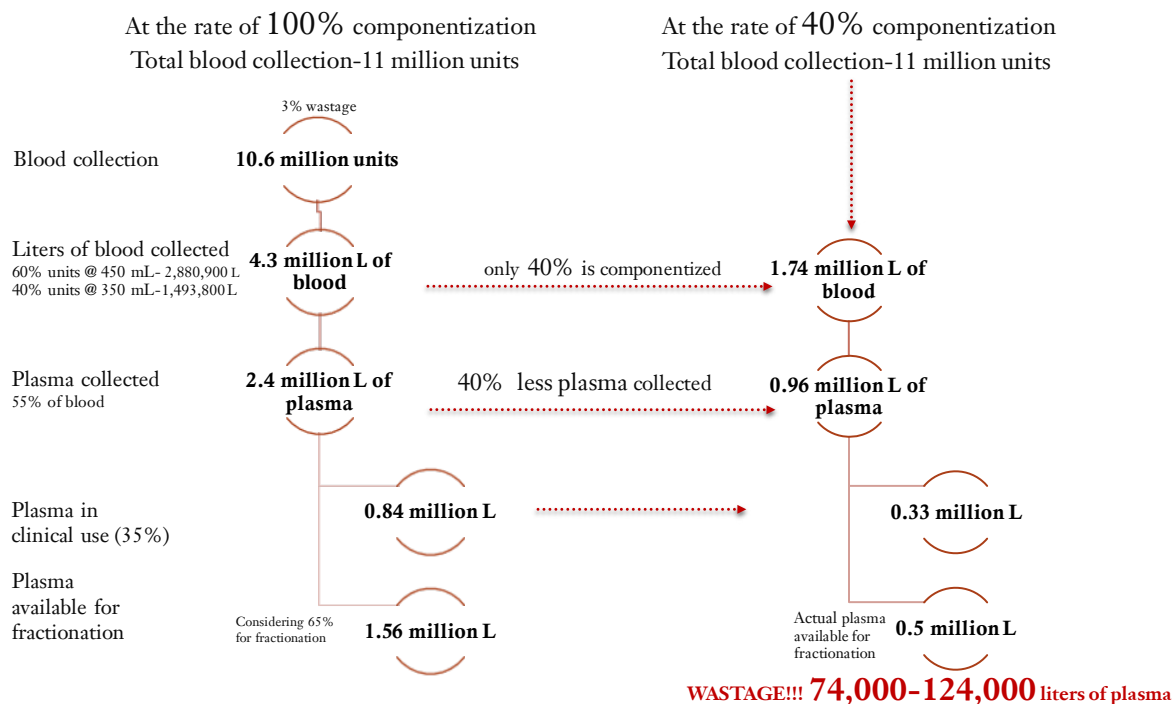 At the rate of 100% componentization
Total blood collection-11 million units
At the rate of 40% componentization
Total blood collection-11 million units
3% wastage
Blood collection
10.6 million units
Liters of blood collected
60% units @ 450 mL- 2,880,900 L
40% units @ 350 mL-1,493,800 L
4.3 million L of
blood
only 40% is componentized
1.74 million L of
blood
Plasma collected
55% of blood
2.4 million L of
plasma
40% less plasma collected
0.96 million L of
plasma
Plasma in
clinical use (35%)
0.84 million L
0.33 million L
Plasma
available for
fractionation
Considering 65%
for fractionation
1.56 million L
Actual plasma
available for
fractionation
0.5 million L
WASTAGE!!! 74,000-124,000 liters of plasma